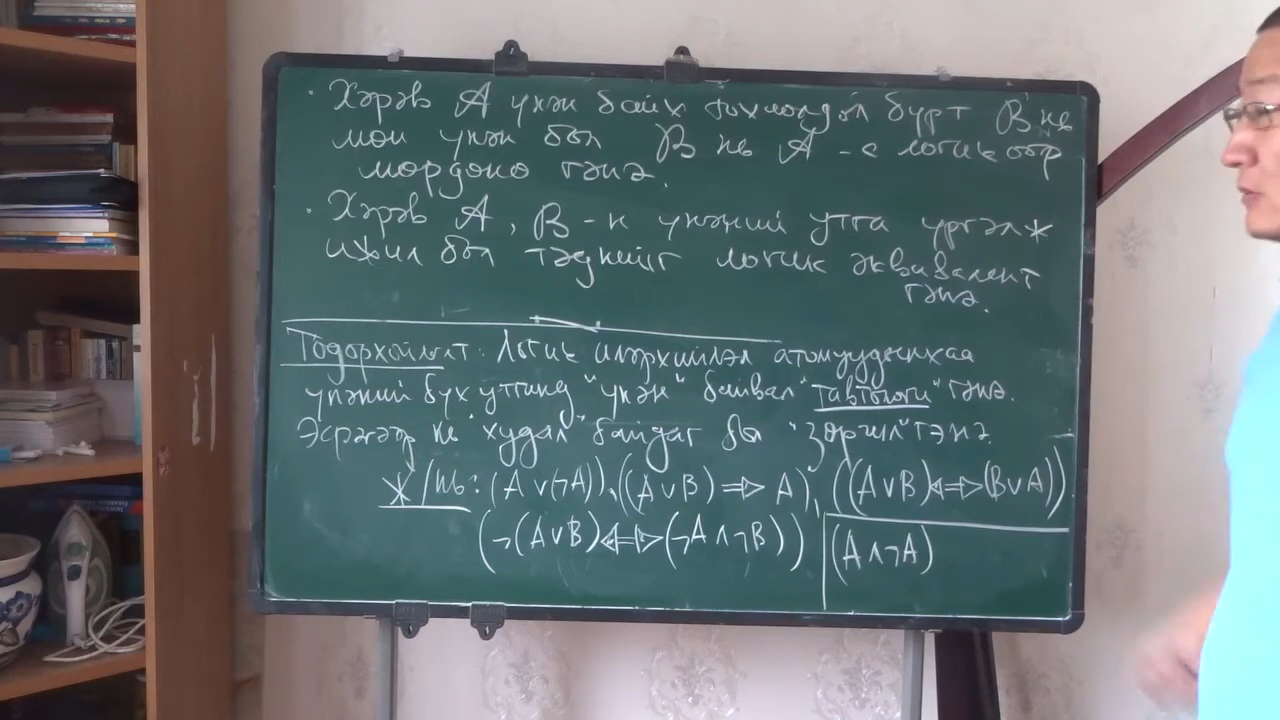 · Хэрэв A үнэн байх тохиолдол бүрт B нь
мөн үнэн бол B нь A -с логикоор
мөрдөнө гэнэ.
· Хэрэв A, B -н үнэний утга үргэлж
ижил бол тэднийг логик эквивалент
гэнэ.
Тодорхойлолт: Логик илэрхийлэл атомуудынхаа
үнэний бүх утгинд "үнэн" байвал "тавтологи" гэнэ.
Эсрэгээр нь "худал" байдаг бол "зөрчил" гэнэ.
Ж/нь: (A ∨ (¬A)), ((A ∨ B) ⇒ A), ((A ∨ B) ⇔ (B ∨ A))
(¬(A ∨ B) ⇔ (¬A ∧ ¬B)) (A ∧ ¬A)